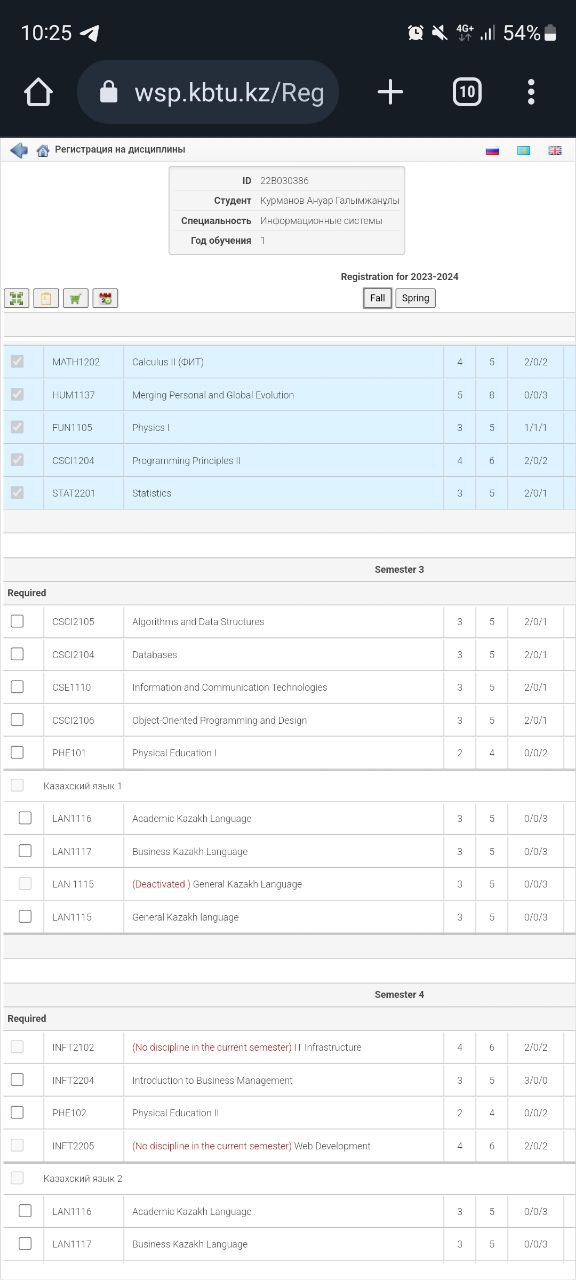 10:25 4G+ 54%
wsp.kbtu.kz/Reg 10
Регистрация на дисциплины
ID 22B030386
Студент Курманов Ануар Ғалымжанұлы
Специальность Информационные системы
Год обучения 1
Registration for 2023-2024
Fall Spring
MATH1202 Calculus II (ФИТ) 4 5 2/0/2
HUM1137 Merging Personal and Global Evolution 5 8 0/0/3
FUN1105 Physics I 3 5 1/1/1
CSCI1204 Programming Principles II 4 6 2/0/2
STAT2201 Statistics 3 5 2/0/1
Semester 3
Required
CSCI2105 Algorithms and Data Structures 3 5 2/0/1
CSCI2104 Databases 3 5 2/0/1
CSE1110 Information and Communication Technologies 3 5 2/0/1
CSCI2106 Object-Oriented Programming and Design 3 5 2/0/1
PHE101 Physical Education I 2 4 0/0/2
Казахский язык 1
LAN1116 Academic Kazakh Language 3 5 0/0/3
LAN1117 Business Kazakh Language 3 5 0/0/3
LAN 1115 (Deactivated ) General Kazakh Language 3 5 0/0/3
LAN1115 General Kazakh language 3 5 0/0/3
Semester 4
Required
INFT2102 (No discipline in the current semester) IT Infrastructure 4 6 2/0/2
INFT2204 Introduction to Business Management 3 5 3/0/0
PHE102 Physical Education II 2 4 0/0/2
INFT2205 (No discipline in the current semester) Web Development 4 6 2/0/2
Казахский язык 2
LAN1116 Academic Kazakh Language 3 5 0/0/3
LAN1117 Business Kazakh Language 3 5 0/0/3